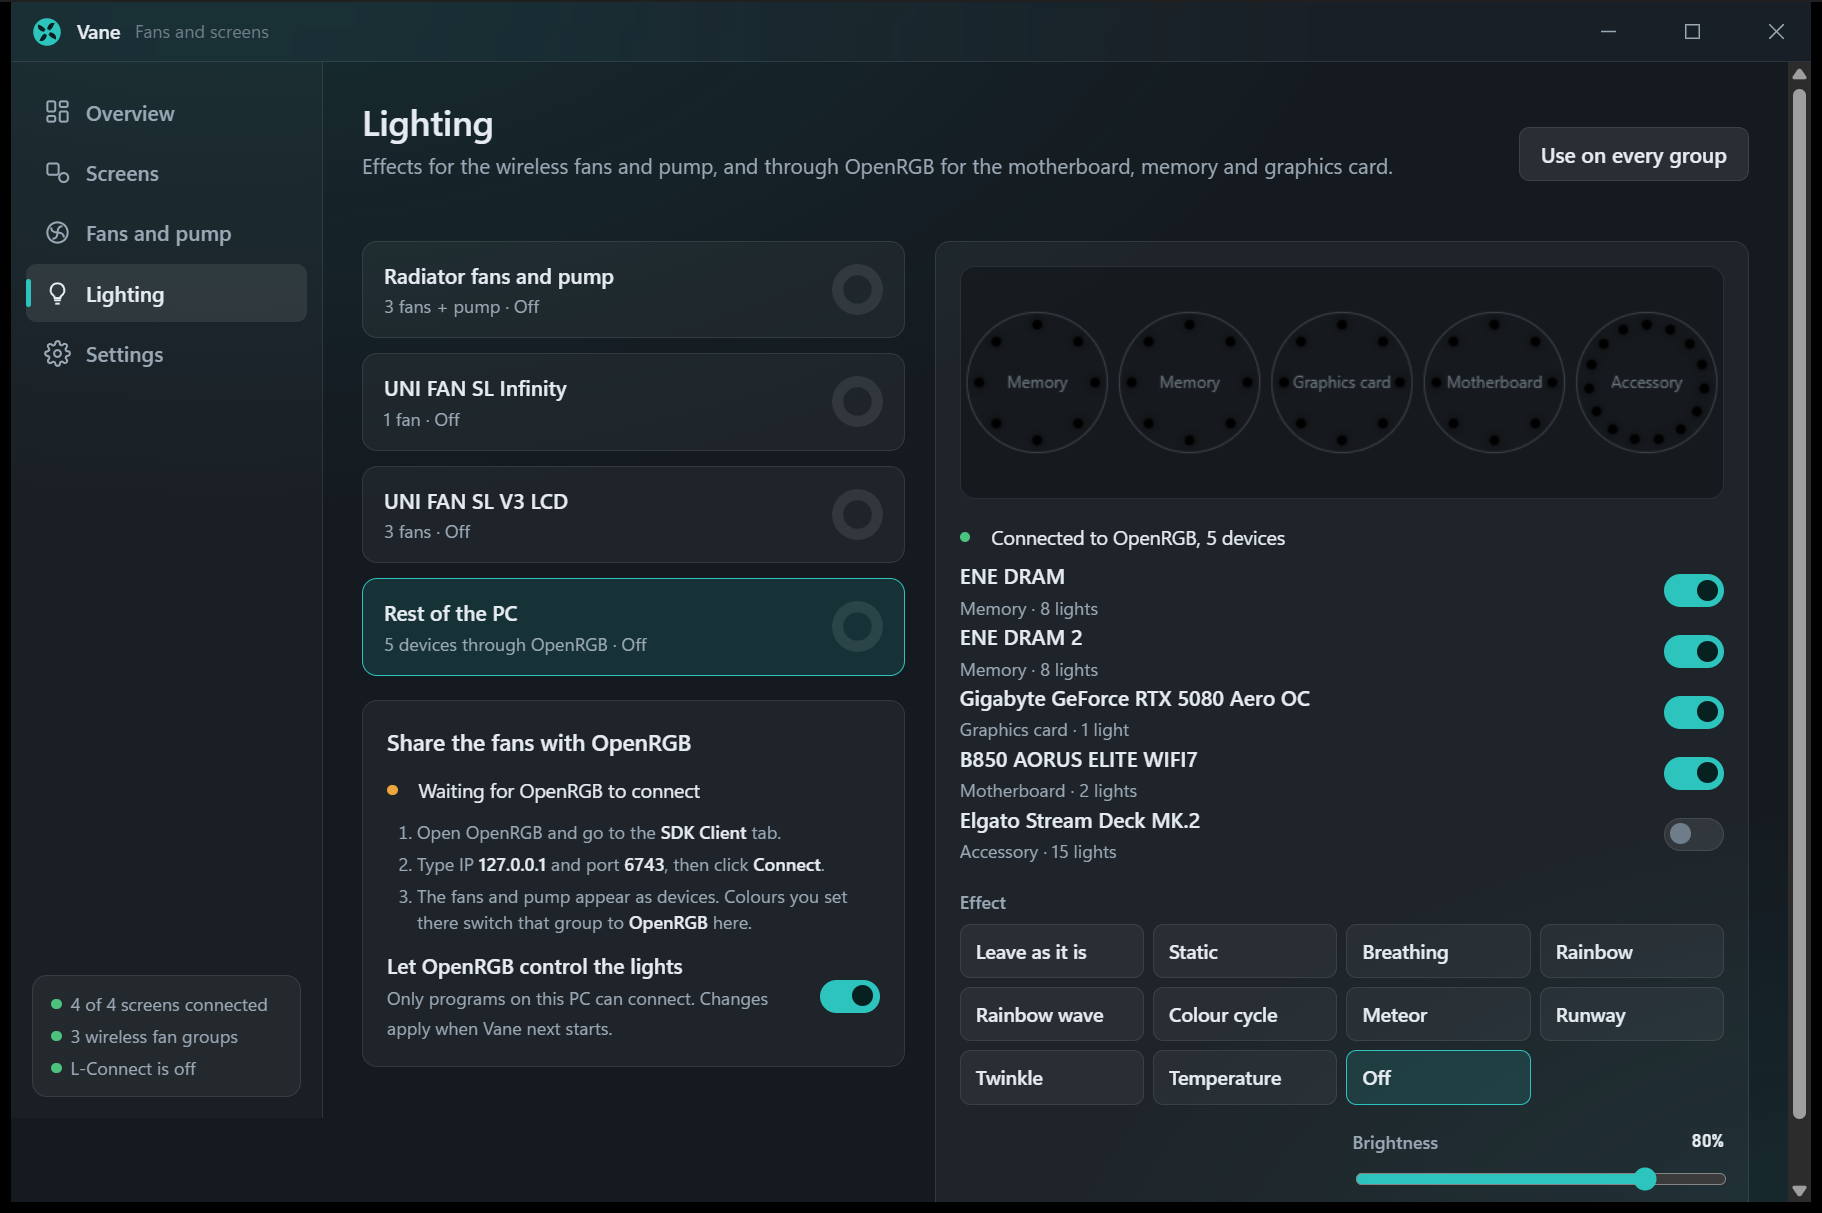 Vane Fans and screens
Overview
Screens
Fans and pump
Lighting
Settings
4 of 4 screens connected
3 wireless fan groups
L-Connect is off
Lighting
Effects for the wireless fans and pump, and through OpenRGB for the motherboard, memory and graphics card.
Use on every group
Radiator fans and pump
3 fans + pump · Off
UNI FAN SL Infinity
1 fan · Off
UNI FAN SL V3 LCD
3 fans · Off
Rest of the PC
5 devices through OpenRGB · Off
Share the fans with OpenRGB
Waiting for OpenRGB to connect
1. Open OpenRGB and go to the SDK Client tab.
2. Type IP 127.0.0.1 and port 6743, then click Connect.
3. The fans and pump appear as devices. Colours you set
there switch that group to OpenRGB here.
Let OpenRGB control the lights
Only programs on this PC can connect. Changes
apply when Vane next starts.
Memory Memory Graphics card Motherboard Accessory
Connected to OpenRGB, 5 devices
ENE DRAM
Memory · 8 lights
ENE DRAM 2
Memory · 8 lights
Gigabyte GeForce RTX 5080 Aero OC
Graphics card · 1 light
B850 AORUS ELITE WIFI7
Motherboard · 2 lights
Elgato Stream Deck MK.2
Accessory · 15 lights
Effect
Leave as it is Static Breathing Rainbow
Rainbow wave Colour cycle Meteor Runway
Twinkle Temperature Off
Brightness 80%